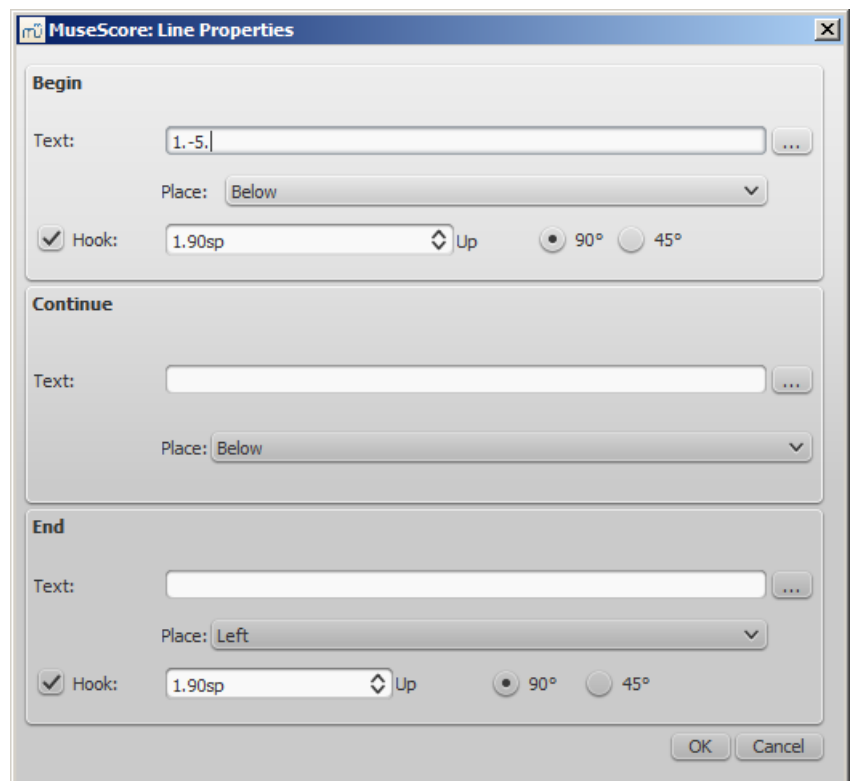 mü MuseScore: Line Properties
Begin
Text: 1.-5. ...
Place: Below
Hook: 1.90sp Up 90° 45°
Continue
Text: ...
Place: Below
End
Text: ...
Place: Left
Hook: 1.90sp Up 90° 45°
OK Cancel